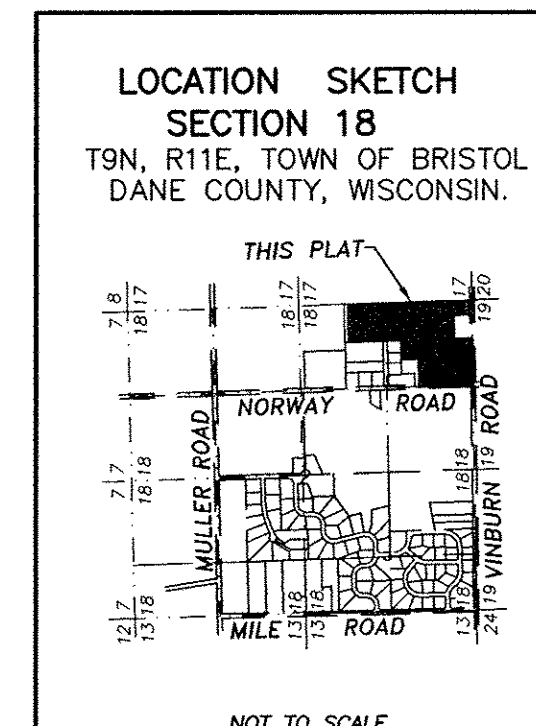 LOCATION SKETCH
SECTION 18
T9N, R11E, TOWN OF BRISTOL
DANE COUNTY, WISCONSIN.
THIS PLAT
7 8
18 17
18 17
18 17
17 20
19
NORWAY ROAD
MULLER ROAD
VINBURN ROAD
7 7
18 18
18 19
18
12 7
13 18
13 18
13 18
18 19
13 24
MILE ROAD
NOT TO SCALE